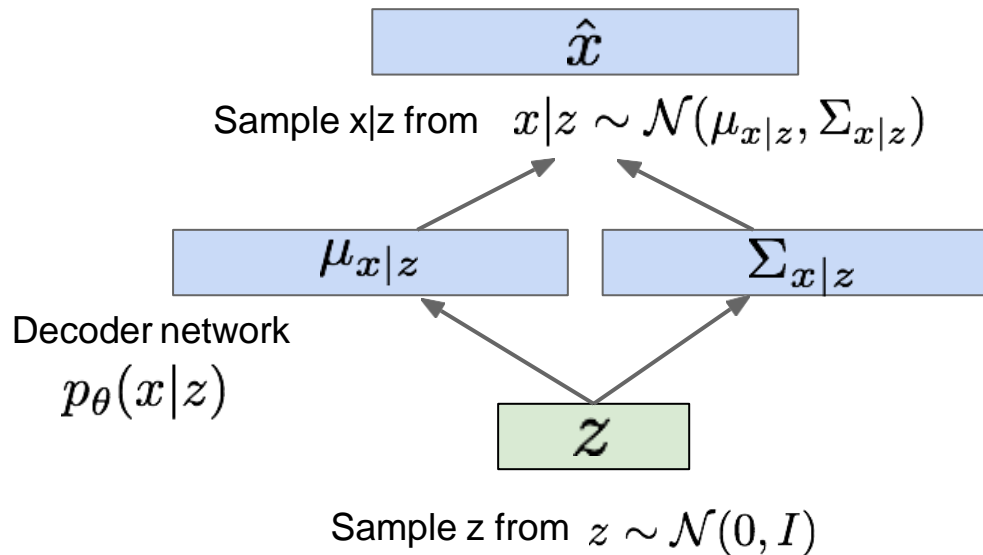 x̂
Sample x|z from x|z ∼ 𝒩(μ_{x|z}, Σ_{x|z})
μ_{x|z} Σ_{x|z}
Decoder network
p_θ(x|z)
z
Sample z from z ∼ 𝒩(0, I)